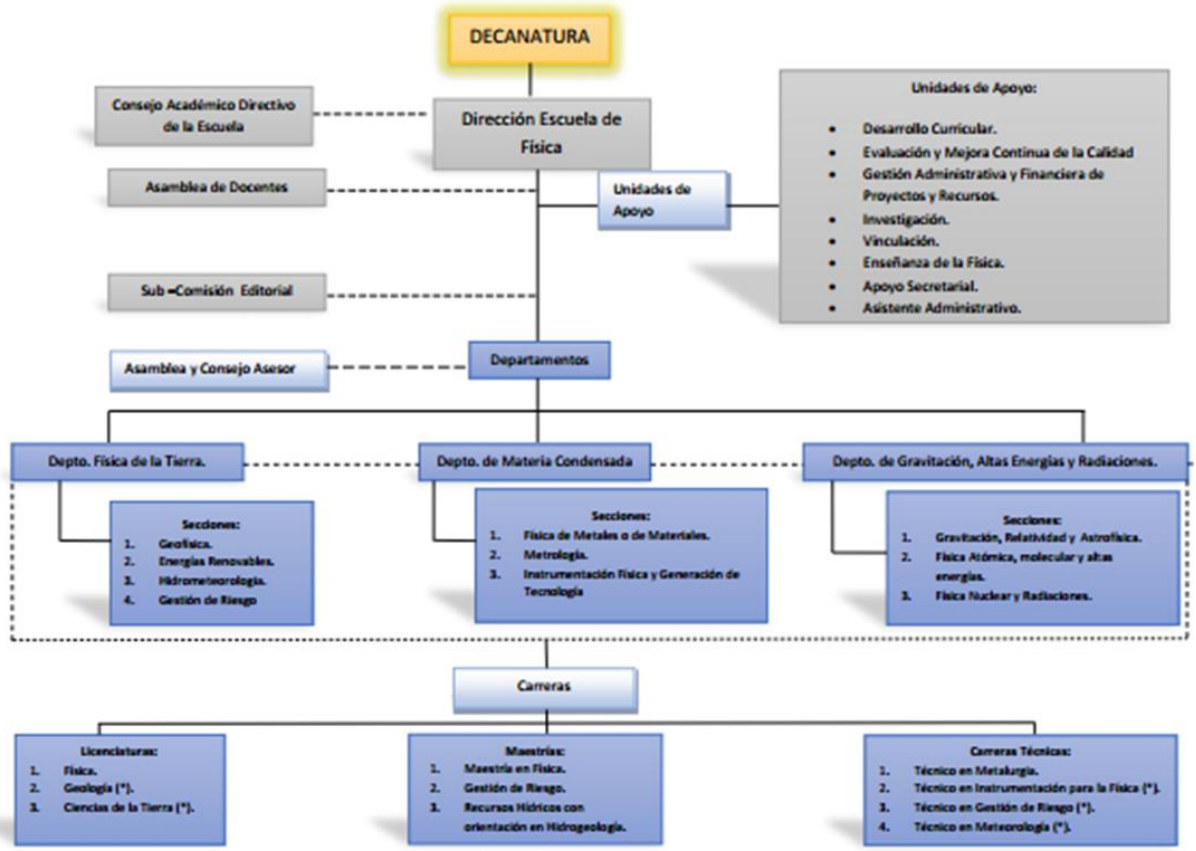 DECANATURA
Consejo Académico Directivo
de la Escuela
Dirección Escuela de
Física
Unidades de Apoyo:
• Desarrollo Curricular.
• Evaluación y Mejora Continua de la Calidad
• Gestión Administrativa y Financiera de
Proyectos y Recursos.
• Investigación.
• Vinculación.
• Enseñanza de la Física.
• Apoyo Secretarial.
• Asistente Administrativo.
Asamblea de Docentes
Unidades de
Apoyo
Sub –Comisión Editorial
Asamblea y Consejo Asesor
Departamentos
Depto. Física de la Tierra.
Depto. de Materia Condensada
Depto. de Gravitación, Altas Energías y Radiaciones.
Secciones:
1. Geofísica.
2. Energías Renovables.
3. Hidrometeorología.
4. Gestión de Riesgo
Secciones:
1. Física de Metales o de Materiales.
2. Metrología.
3. Instrumentación Física y Generación de
Tecnología
Secciones:
1. Gravitación, Relatividad y Astrofísica.
2. Física Atómica, molecular y altas
energías.
3. Física Nuclear y Radiaciones.
Carreras
Licenciaturas:
1. Física.
2. Geología (*).
3. Ciencias de la Tierra (*).
Maestrías:
1. Maestría en Física.
2. Gestión de Riesgo.
3. Recursos Hídricos con
orientación en Hidrogeología.
Carreras Técnicas:
1. Técnico en Metalurgia.
2. Técnico en Instrumentación para la Física (*).
3. Técnico en Gestión de Riesgo (*).
4. Técnico en Meteorología (*).